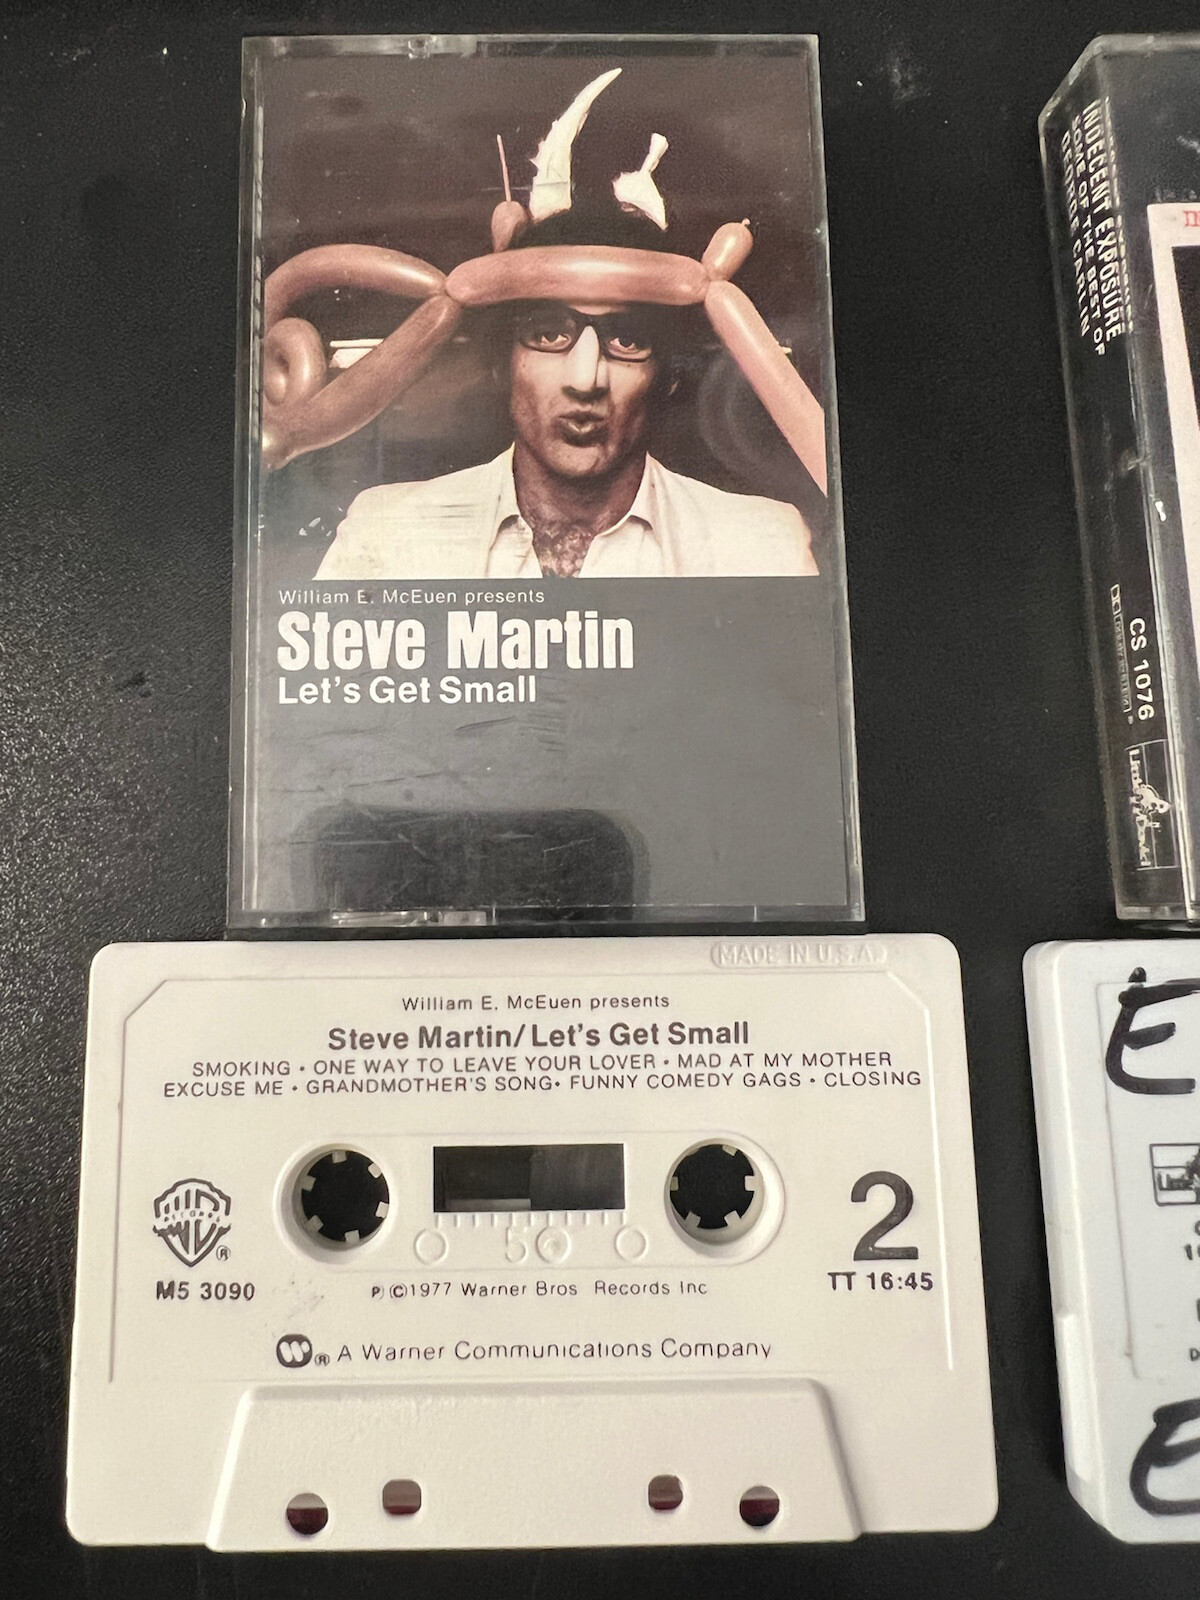 William E. McEuen presents
Steve Martin
Let's Get Small
MADE IN U.S.A.
William E. McEuen presents
Steve Martin/Let's Get Small
SMOKING • ONE WAY TO LEAVE YOUR LOVER • MAD AT MY MOTHER
EXCUSE ME • GRANDMOTHER'S SONG • FUNNY COMEDY GAGS • CLOSING
2
M5 3090
TT 16:45
50
℗ ©1977 Warner Bros Records Inc
® A Warner Communications Company
INDECENT EXPOSURE
SOME OF THE BEST OF
GEORGE CARLIN
CS 1076
Little David
E
E